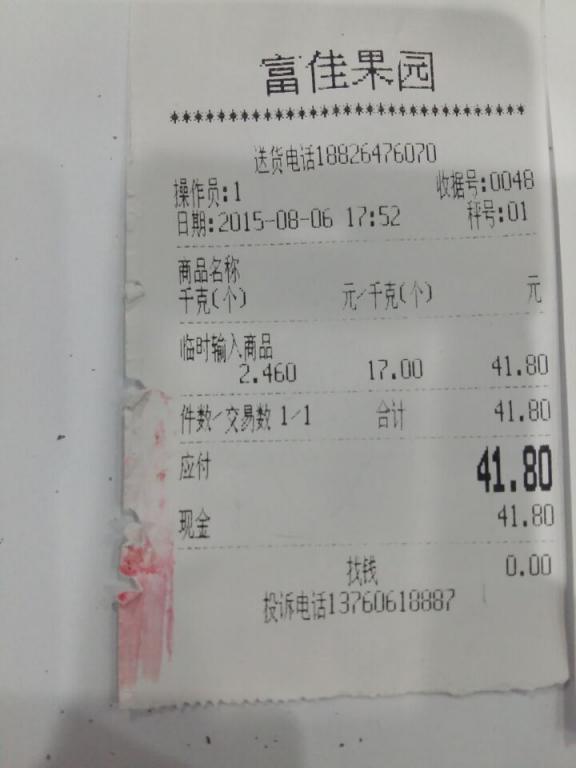 富佳果园
************************************
送货电话18826476070
操作员:1 收据号:0048
日期:2015-08-06 17:52 秤号:01
商品名称
千克(个) 元/千克(个) 元
临时输入商品
2.460 17.00 41.80
件数/交易数 1/1 合计 41.80
应付 41.80
现金 41.80
找钱 0.00
投诉电话13760618887